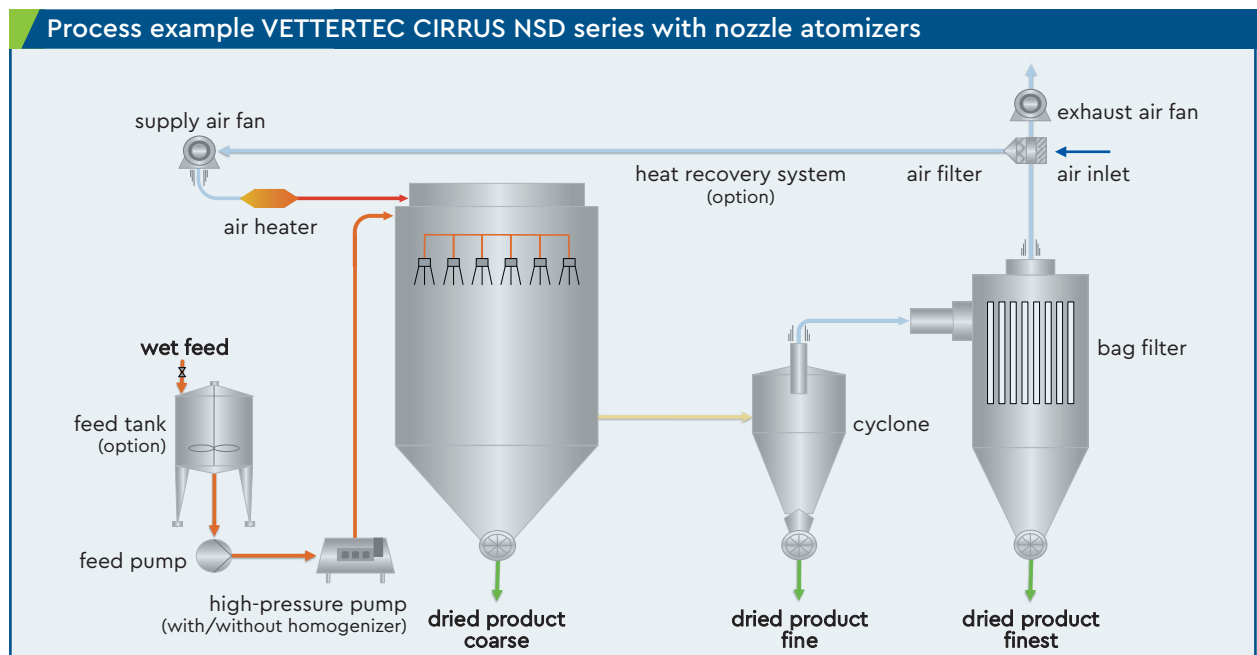 Process example VETTERTEC CIRRUS NSD series with nozzle atomizers
supply air fan
exhaust air fan
heat recovery system
(option)
air filter
air inlet
air heater
wet feed
bag filter
feed tank
(option)
cyclone
feed pump
high-pressure pump
(with/without homogenizer)
dried product
coarse
dried product
fine
dried product
finest